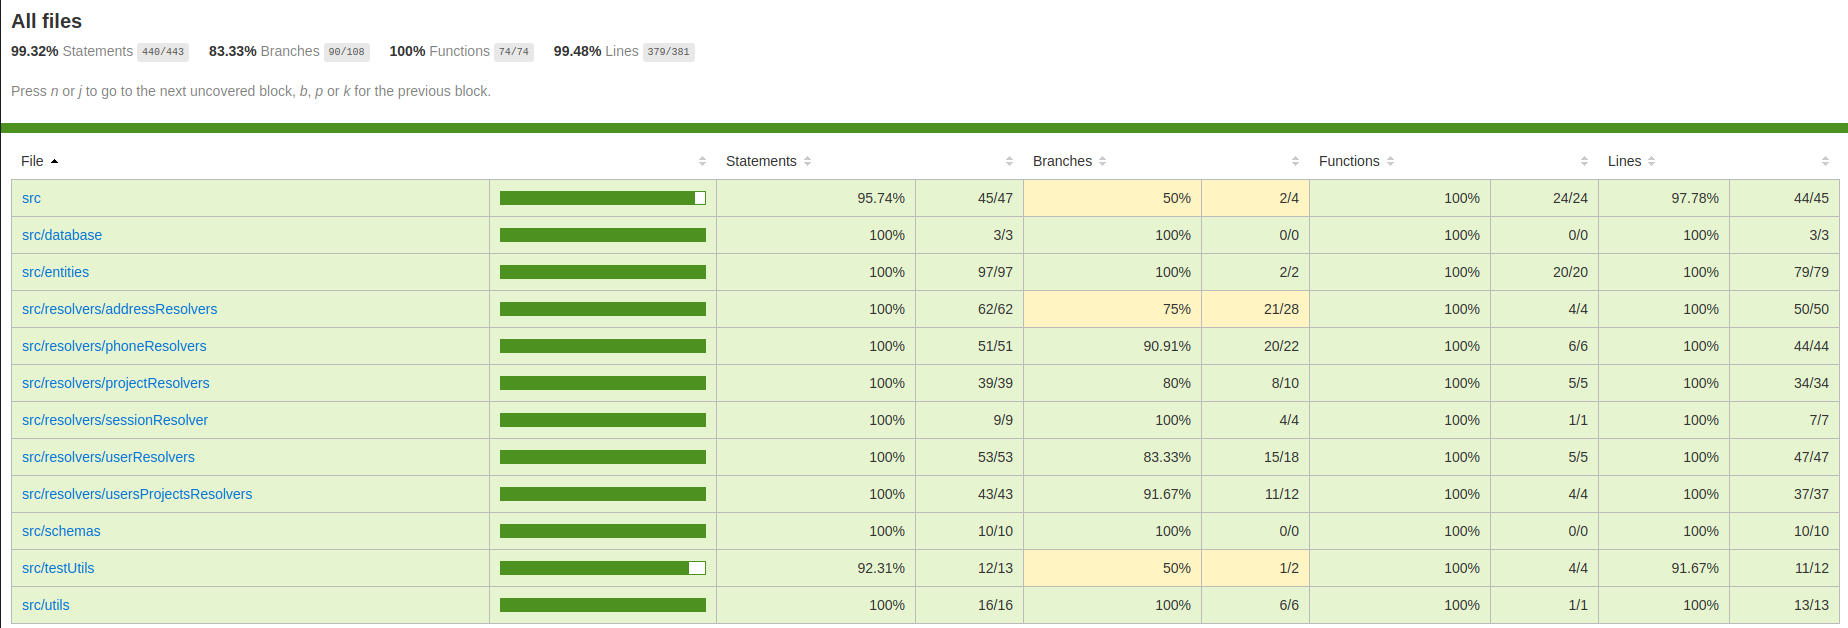 All files
99.32% Statements 440/443 83.33% Branches 90/108 100% Functions 74/74 99.48% Lines 379/381
Press n or j to go to the next uncovered block, b, p or k for the previous block.
File Statements Branches Functions Lines
src 95.74% 45/47 50% 2/4 100% 24/24 97.78% 44/45
src/database 100% 3/3 100% 0/0 100% 0/0 100% 3/3
src/entities 100% 97/97 100% 2/2 100% 20/20 100% 79/79
src/resolvers/addressResolvers 100% 62/62 75% 21/28 100% 4/4 100% 50/50
src/resolvers/phoneResolvers 100% 51/51 90.91% 20/22 100% 6/6 100% 44/44
src/resolvers/projectResolvers 100% 39/39 80% 8/10 100% 5/5 100% 34/34
src/resolvers/sessionResolver 100% 9/9 100% 4/4 100% 1/1 100% 7/7
src/resolvers/userResolvers 100% 53/53 83.33% 15/18 100% 5/5 100% 47/47
src/resolvers/usersProjectsResolvers 100% 43/43 91.67% 11/12 100% 4/4 100% 37/37
src/schemas 100% 10/10 100% 0/0 100% 0/0 100% 10/10
src/testUtils 92.31% 12/13 50% 1/2 100% 4/4 91.67% 11/12
src/utils 100% 16/16 100% 6/6 100% 1/1 100% 13/13